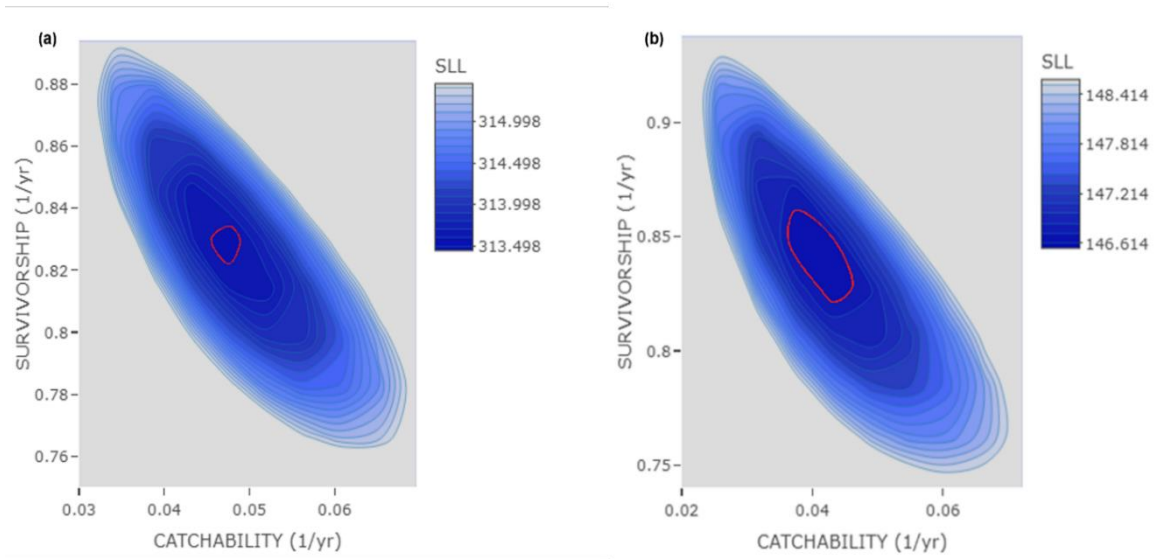 (a)
SLL
0.88
0.86
0.84
0.82
0.8
0.78
0.76
314.998
314.498
313.998
313.498
SURVIVORSHIP (1/yr)
0.03 0.04 0.05 0.06
CATCHABILITY (1/yr)
(b)
SLL
0.9
0.85
0.8
0.75
148.414
147.814
147.214
146.614
SURVIVORSHIP (1/yr)
0.02 0.04 0.06
CATCHABILITY (1/yr)